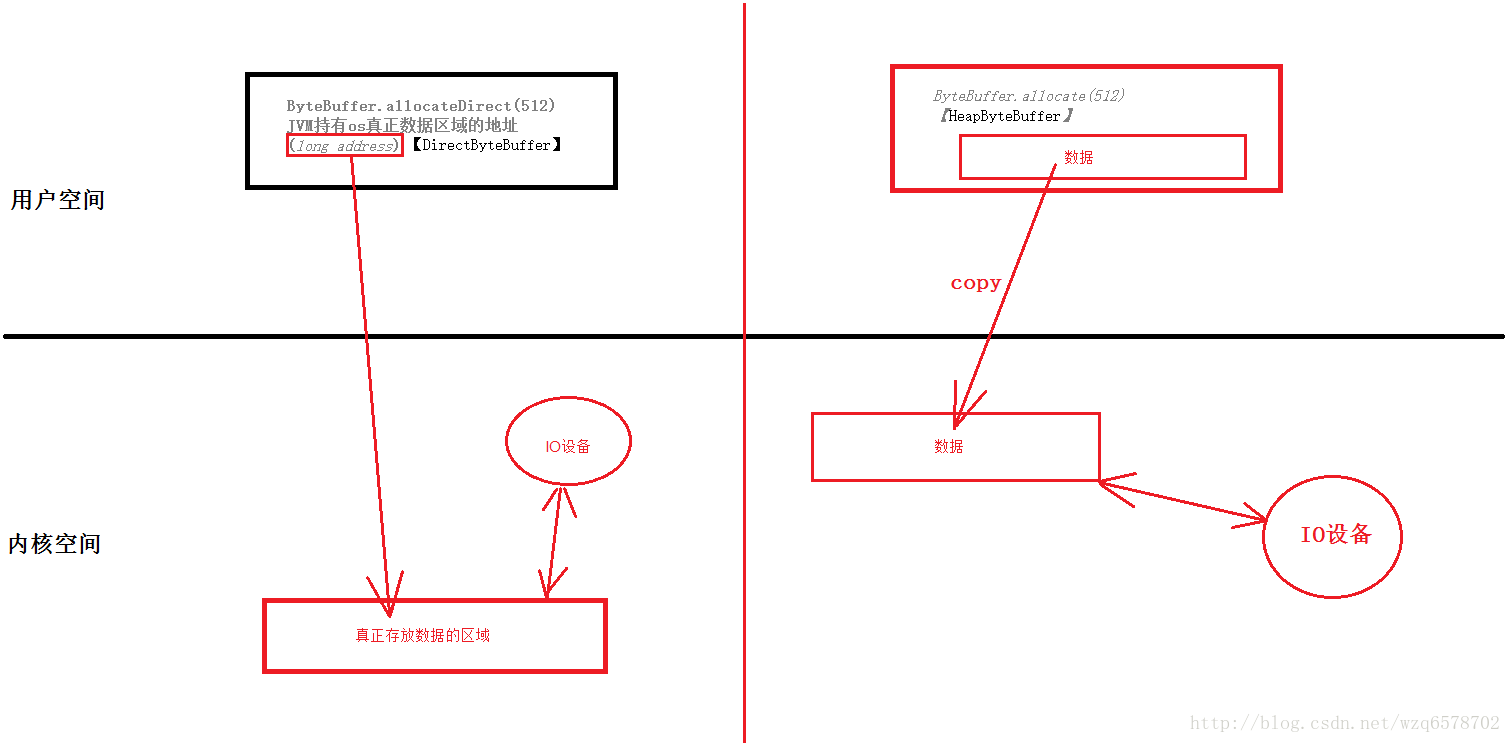 ByteBuffer.allocateDirect(512)
JVM持有os真正数据区域的地址
(long address)【DirectByteBuffer】
ByteBuffer.allocate(512)
【HeapByteBuffer】
数据
用户空间
copy
IO设备
数据
IO设备
内核空间
真正存放数据的区域
http://blog.csdn.net/wzq6578702